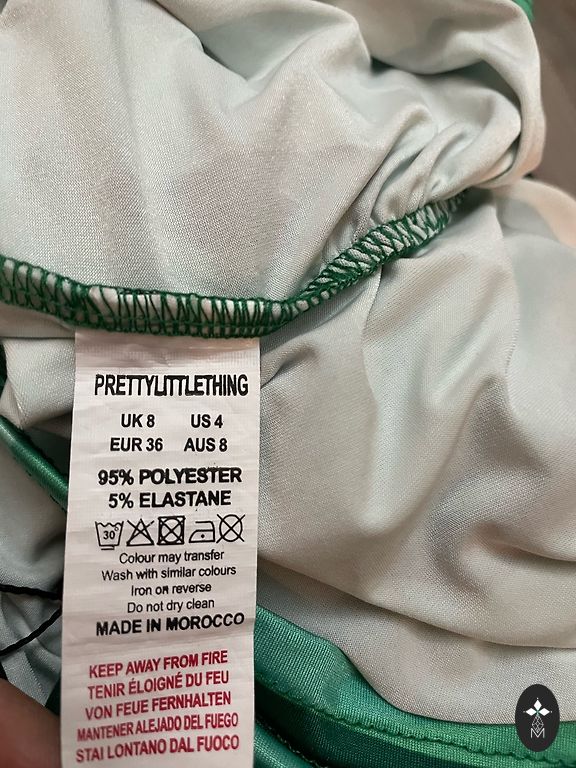 PRETTYLITTLETHING
UK 8 US 4
EUR 36 AUS 8
95% POLYESTER
5% ELASTANE
30°
Colour may transfer
Wash with similar colours
Iron on reverse
Do not dry clean
MADE IN MOROCCO
KEEP AWAY FROM FIRE
TENIR ÉLOIGNÉ DU FEU
VON FEUE FERNHALTEN
MANTENER ALEJADO DEL FUEGO
STAI LONTANO DAL FUOCO